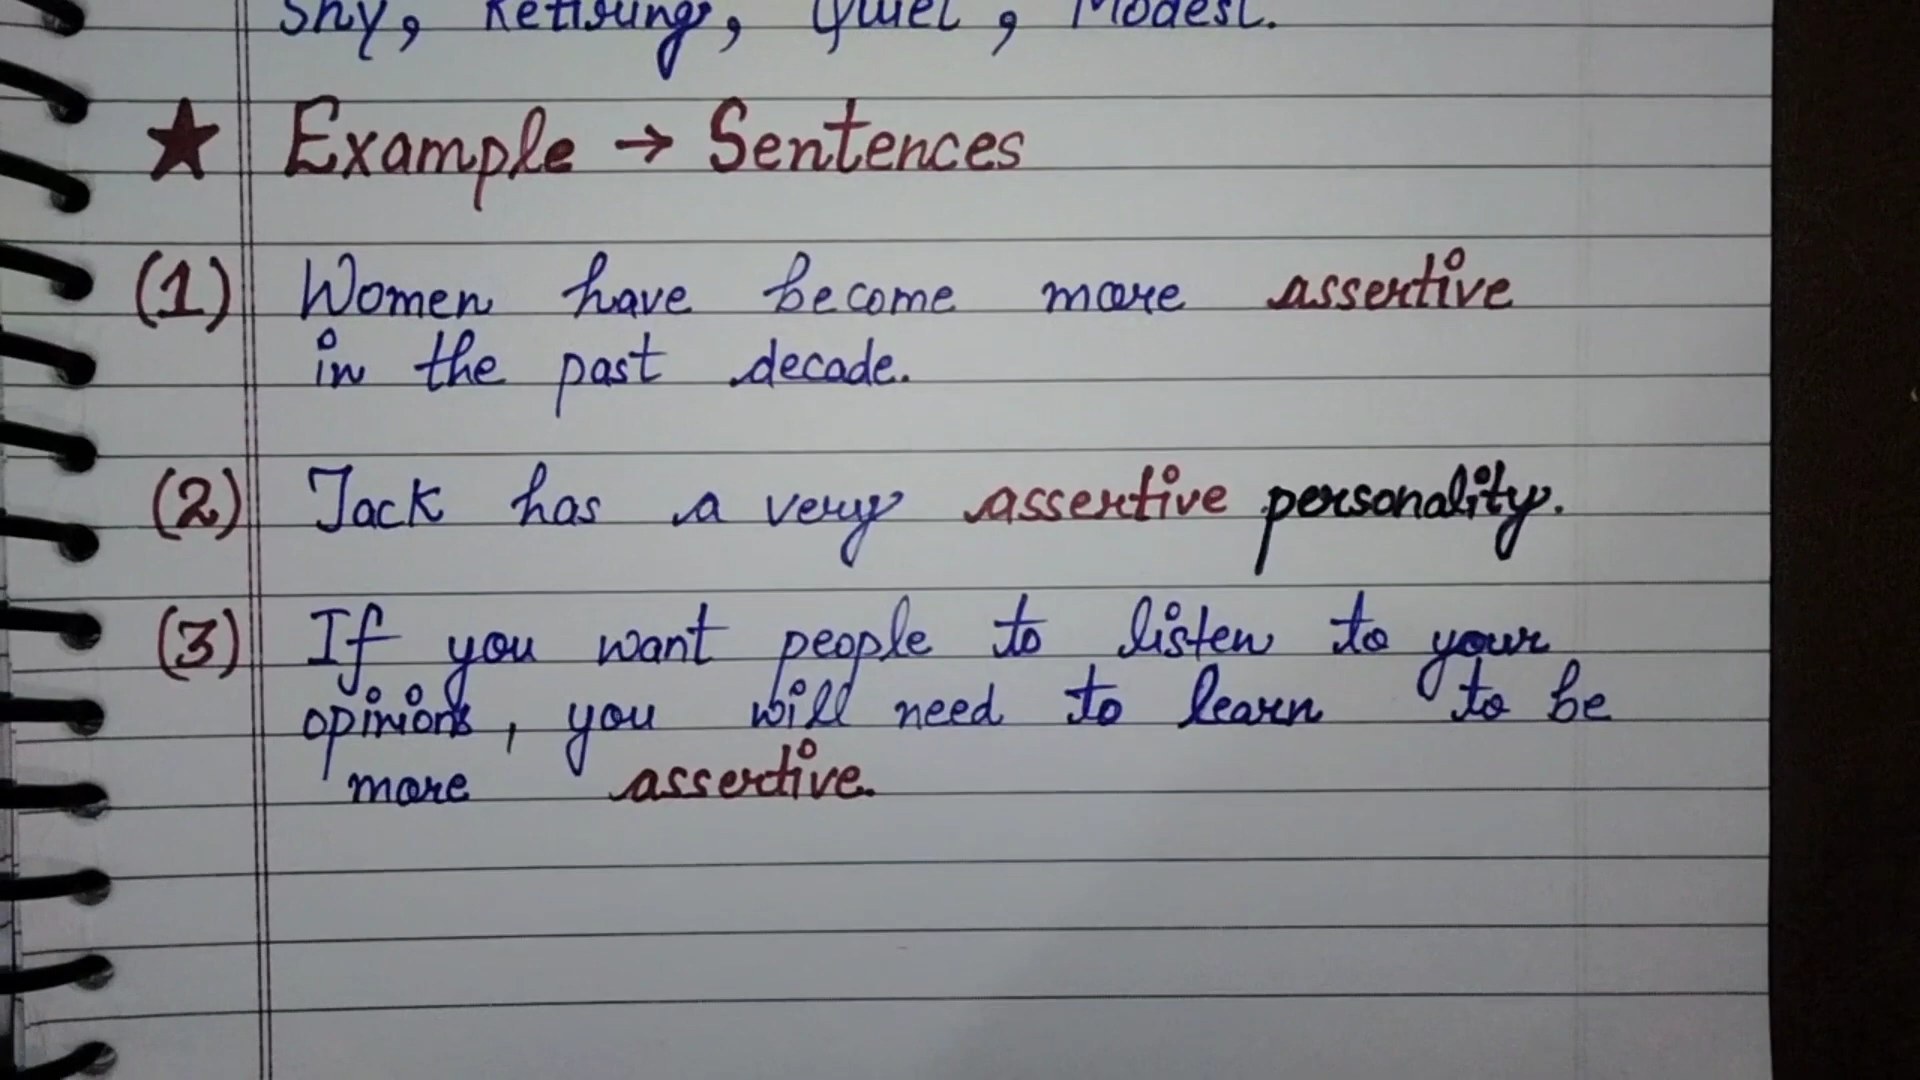 Shy, Retiring, Quiet, Modest.
★ Example → Sentences
(1) Women have become more assertive
in the past decade.
(2) Jack has a very assertive personality.
(3) If you want people to listen to your
opinions, you will need to learn to be
more assertive.